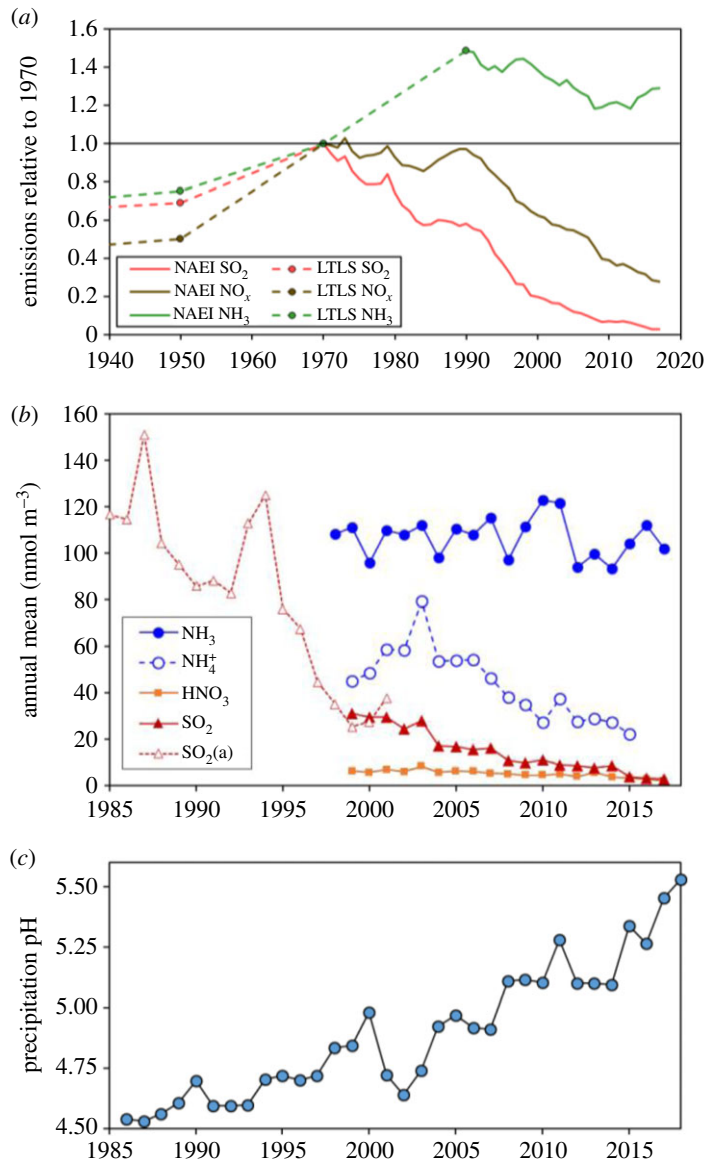 (a)
1.6
1.4
1.2
1.0
0.8
0.6
0.4
0.2
0
emissions relative to 1970
NAEI SO₂
LTLS SO₂
NAEI NOₓ
LTLS NOₓ
NAEI NH₃
LTLS NH₃
1940 1950 1960 1970 1980 1990 2000 2010 2020
(b)
160
140
120
100
80
60
40
20
0
annual mean (nmol m⁻³)
NH₃
NH₄⁺
HNO₃
SO₂
SO₂(a)
1985 1990 1995 2000 2005 2010 2015
(c)
5.50
5.25
5.00
4.75
4.50
precipitation pH
1985 1990 1995 2000 2005 2010 2015